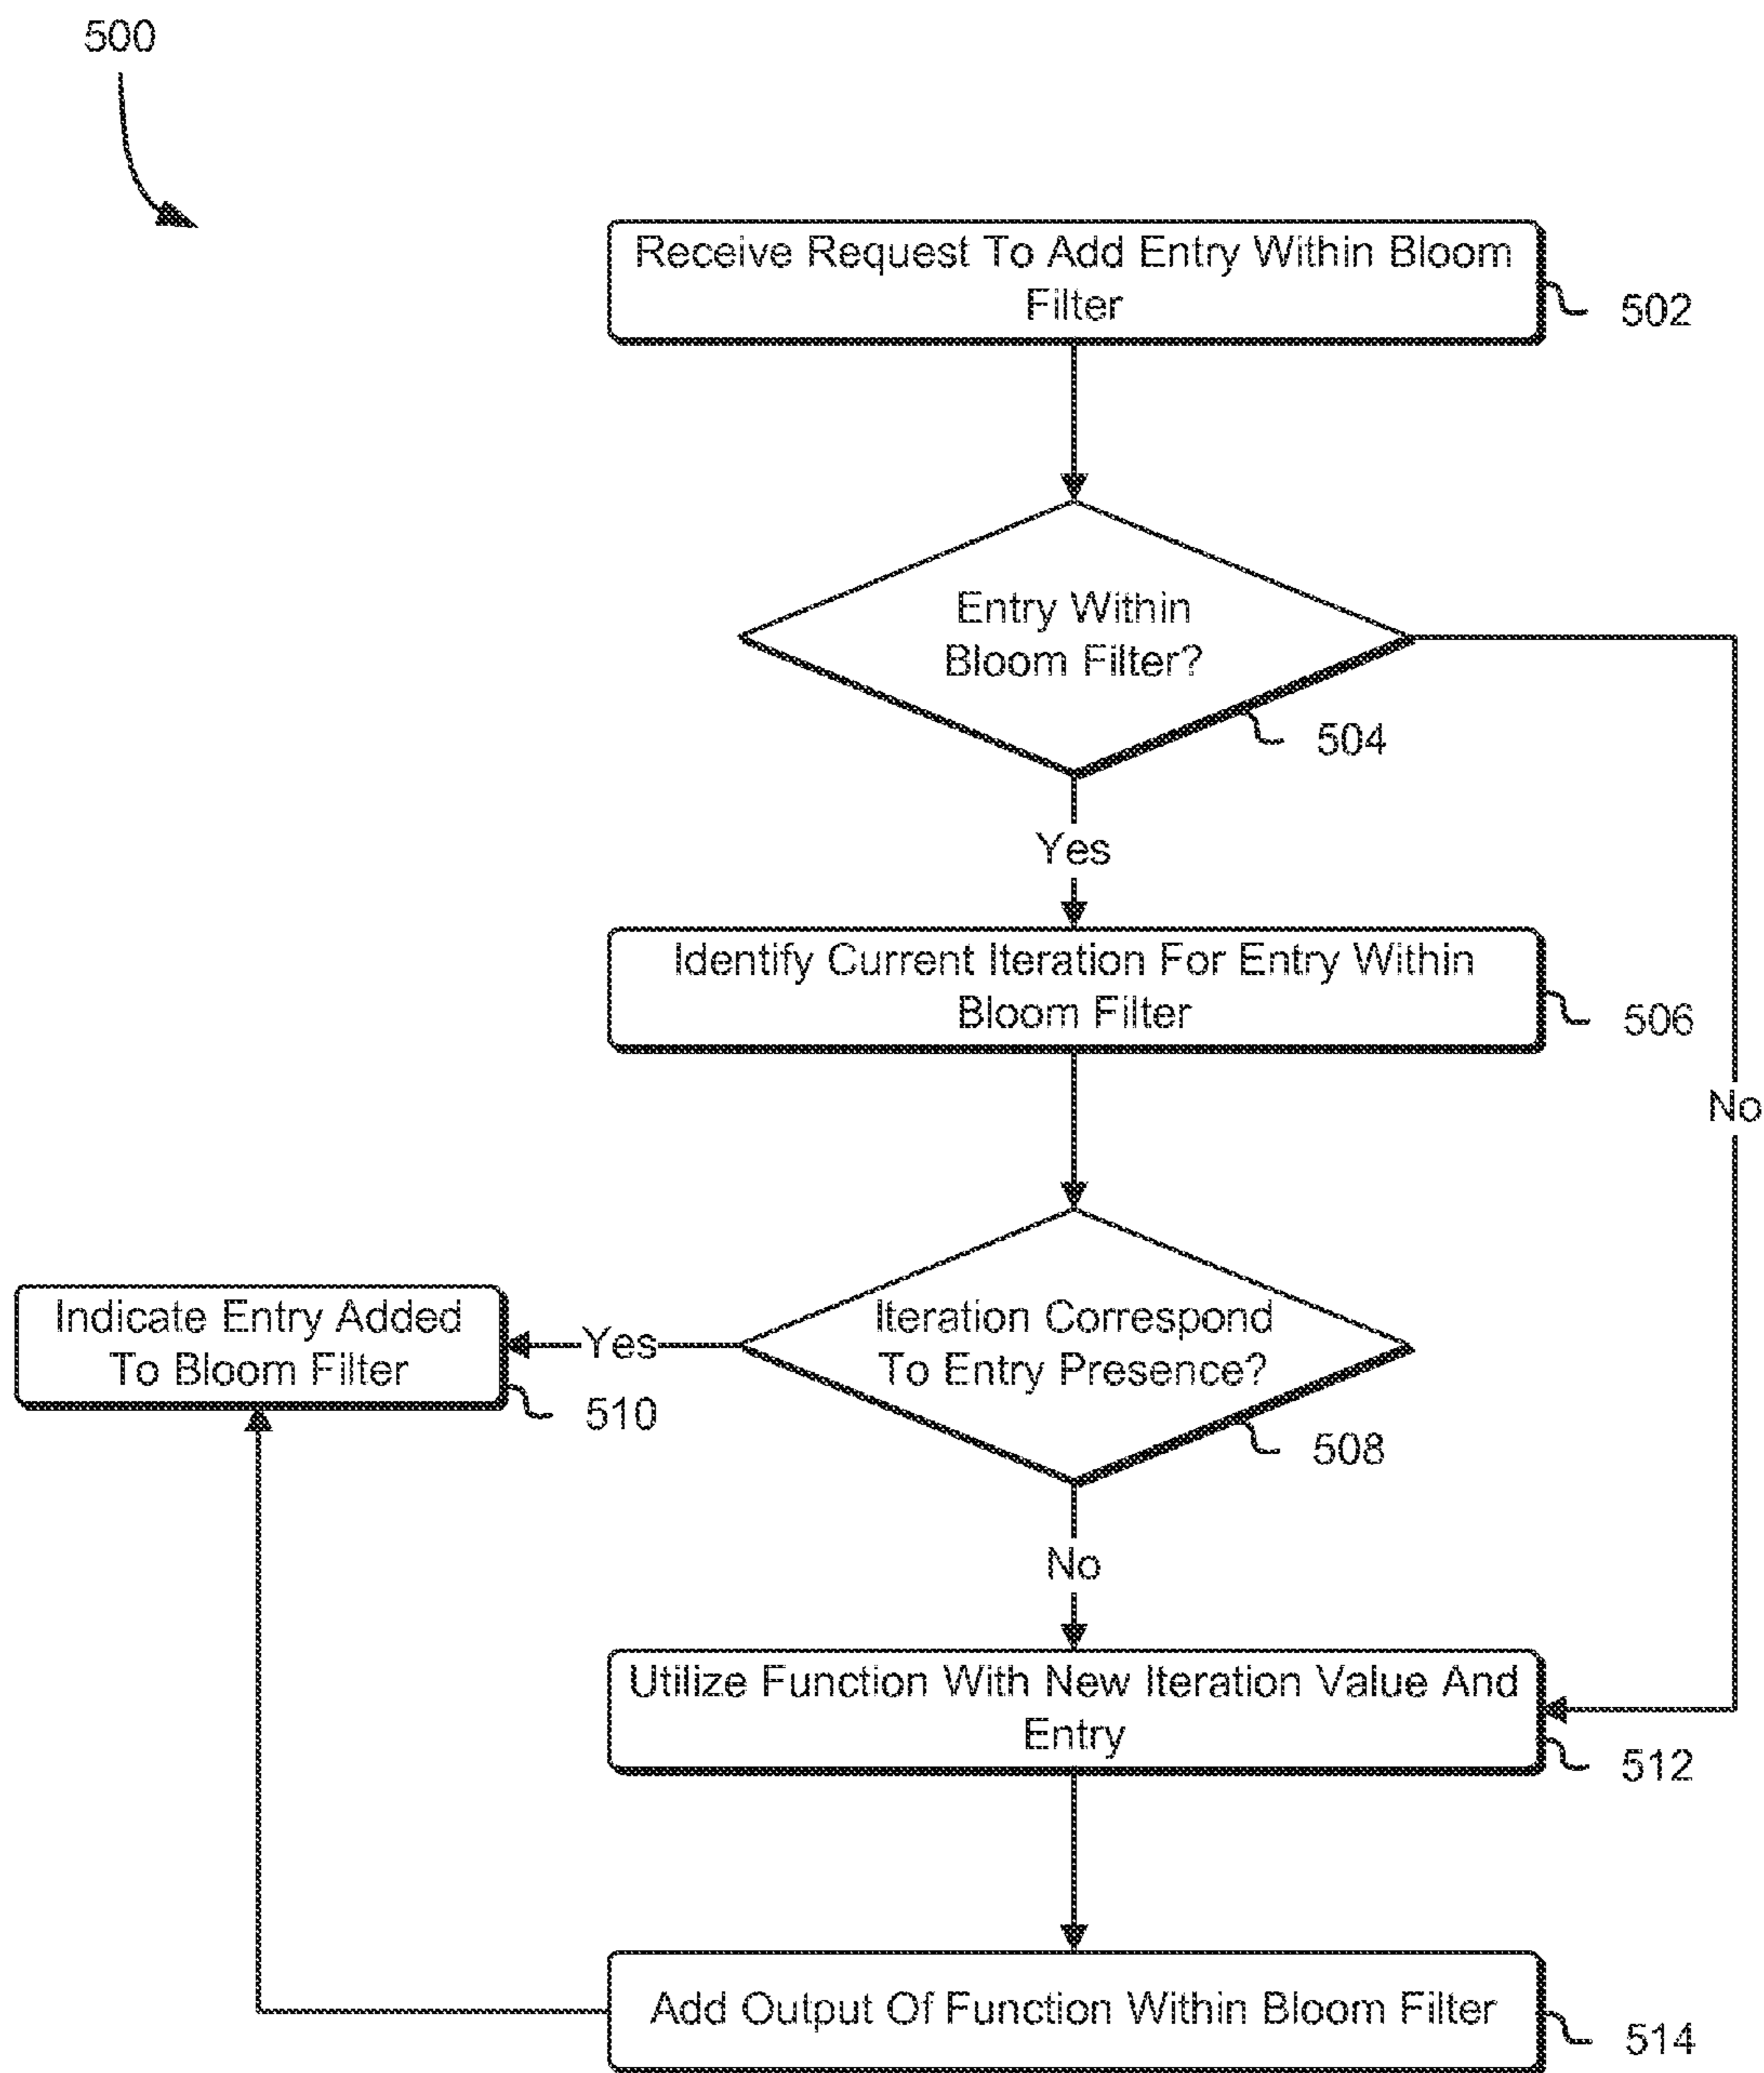 500
Receive Request To Add Entry Within Bloom
Filter
502
Entry Within
Bloom Filter?
504
Yes
Identify Current Iteration For Entry Within
Bloom Filter
506
No
Iteration Correspond
To Entry Presence?
508
Yes
Indicate Entry Added
To Bloom Filter
510
No
Utilize Function With New Iteration Value And
Entry
512
Add Output Of Function Within Bloom Filter
514